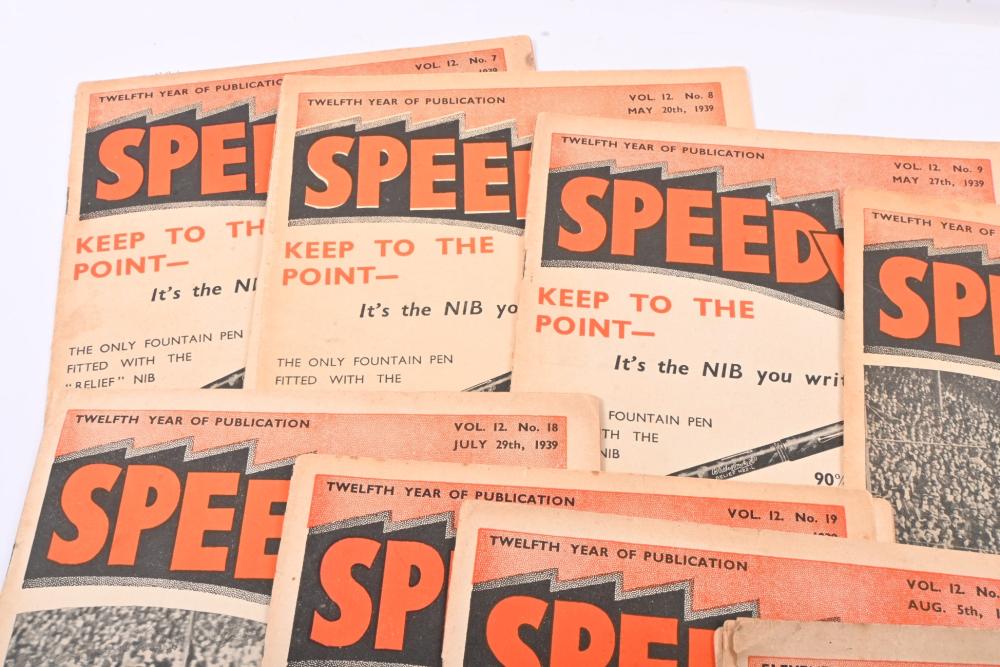 TWELFTH YEAR OF PUBLICATION
VOL. 12. No. 7
1939
SPEE
KEEP TO TH
POINT—
It's the NI
THE ONLY FOUNTAIN PEN
FITTED WITH THE
"RELIEF" NIB
TWELFTH YEAR OF PUBLICATION
VOL. 12. No. 8
MAY 20th, 1939
SPEE
KEEP TO THE
POINT—
It's the NIB yo
THE ONLY FOUNTAIN PEN
FITTED WITH THE
TWELFTH YEAR OF PUBLICATION
VOL. 12. No. 9
MAY 27th, 1939
SPEED
KEEP TO THE
POINT—
It's the NIB you writ
FOUNTAIN PEN
TH THE
NIB
90%
TWELFTH YEAR OF
SP
TWELFTH YEAR OF PUBLICATION
VOL. 12. No. 18
JULY 29th, 1939
SPEE
TWELFTH YEAR OF PUBLICATION
VOL. 12. No. 19
1939
SP
TWELFTH YEAR OF PUBLICATION
VOL. 12. No.
AUG. 5th, 1
SPEE